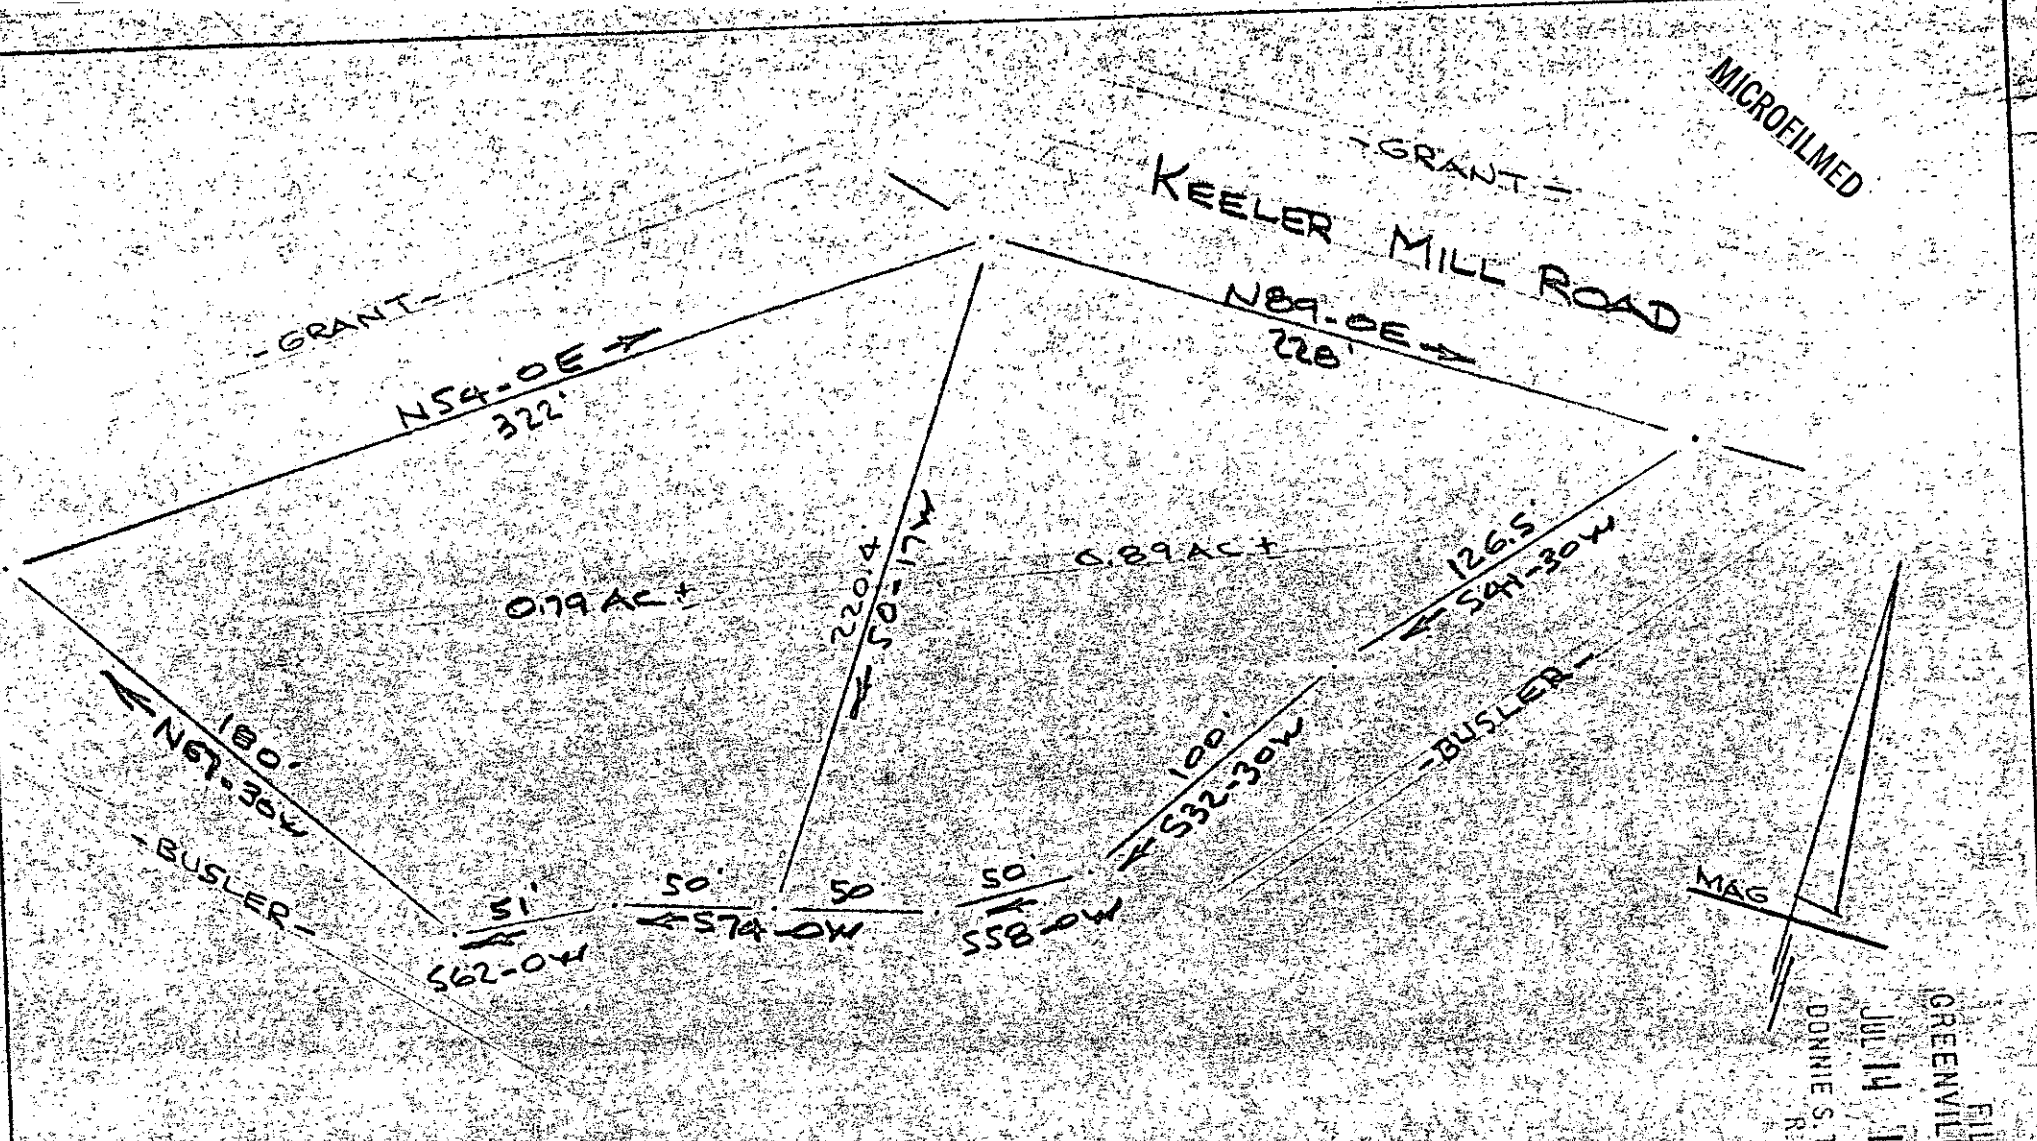 MICROFILMED
- GRANT -
KEELER MILL ROAD
N89-0E
228'
- GRANT -
N54-0E
322'
0.79 AC ±
220.4
S0-17W
0.89 AC ±
126.5'
S41-30W
180'
N67-30W
100'
S32-30W
- BUSLER -
- BUSLER -
51'
S62-0W
50'
S74-0W
50
50'
S58-0W
MAG
GREENVIL
JUL 14
DONNIE S.